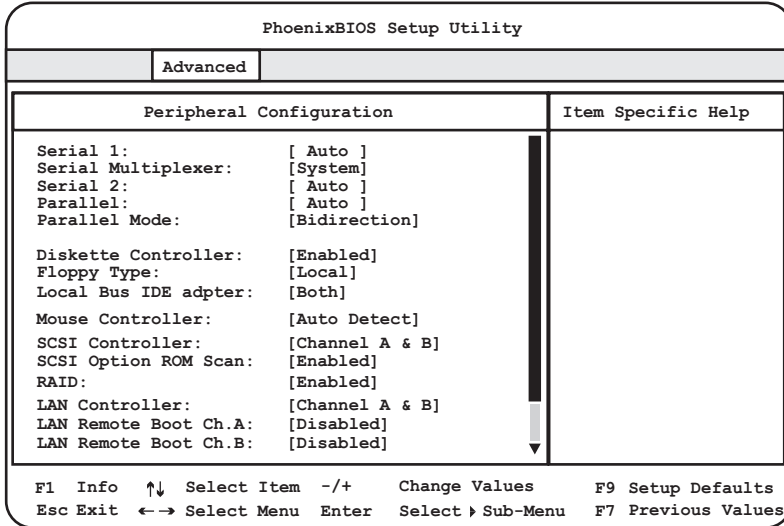 PhoenixBIOS Setup Utility
Advanced
Peripheral Configuration
Item Specific Help
Serial 1: [ Auto ]
Serial Multiplexer: [System]
Serial 2: [ Auto ]
Parallel: [ Auto ]
Parallel Mode: [Bidirection]
Diskette Controller: [Enabled]
Floppy Type: [Local]
Local Bus IDE adpter: [Both]
Mouse Controller: [Auto Detect]
SCSI Controller: [Channel A & B]
SCSI Option ROM Scan: [Enabled]
RAID: [Enabled]
LAN Controller: [Channel A & B]
LAN Remote Boot Ch.A: [Disabled]
LAN Remote Boot Ch.B: [Disabled]
F1 Info ↑↓ Select Item -/+ Change Values F9 Setup Defaults
Esc Exit ←→ Select Menu Enter Select ▶ Sub-Menu F7 Previous Values